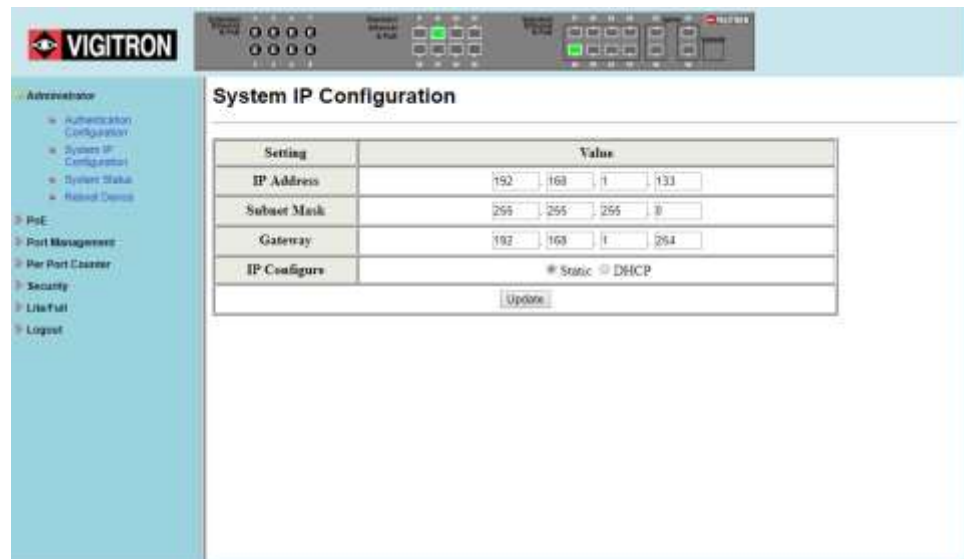 VIGITRON
Administrator
Authentication
Configuration
System IP
Configuration
System Status
Reboot Device
PoE
Port Management
Per Port Counter
Security
Lite/Full
Logout
System IP Configuration
Setting Value
IP Address 192 . 168 . 1 . 133
Subnet Mask 255 . 255 . 255 . 0
Gateway 192 . 168 . 1 . 254
IP Configure Static DHCP
Update